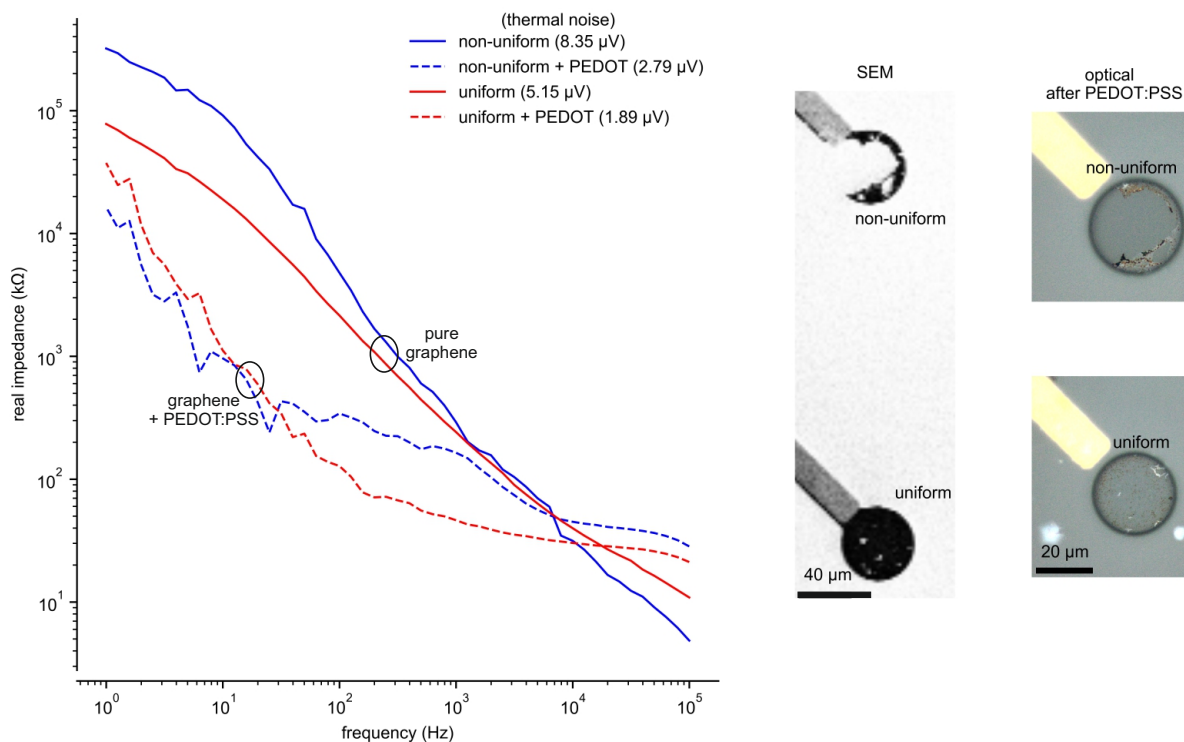 (thermal noise)
non-uniform (8.35 µV)
non-uniform + PEDOT (2.79 µV)
uniform (5.15 µV)
uniform + PEDOT (1.89 µV)
real impedance (kΩ)
10⁵
10⁴
10³
10²
10¹
pure
graphene
graphene
+ PEDOT:PSS
10⁰
10¹
10²
10³
10⁴
10⁵
frequency (Hz)
SEM
non-uniform
uniform
40 µm
optical
after PEDOT:PSS
non-uniform
uniform
20 µm